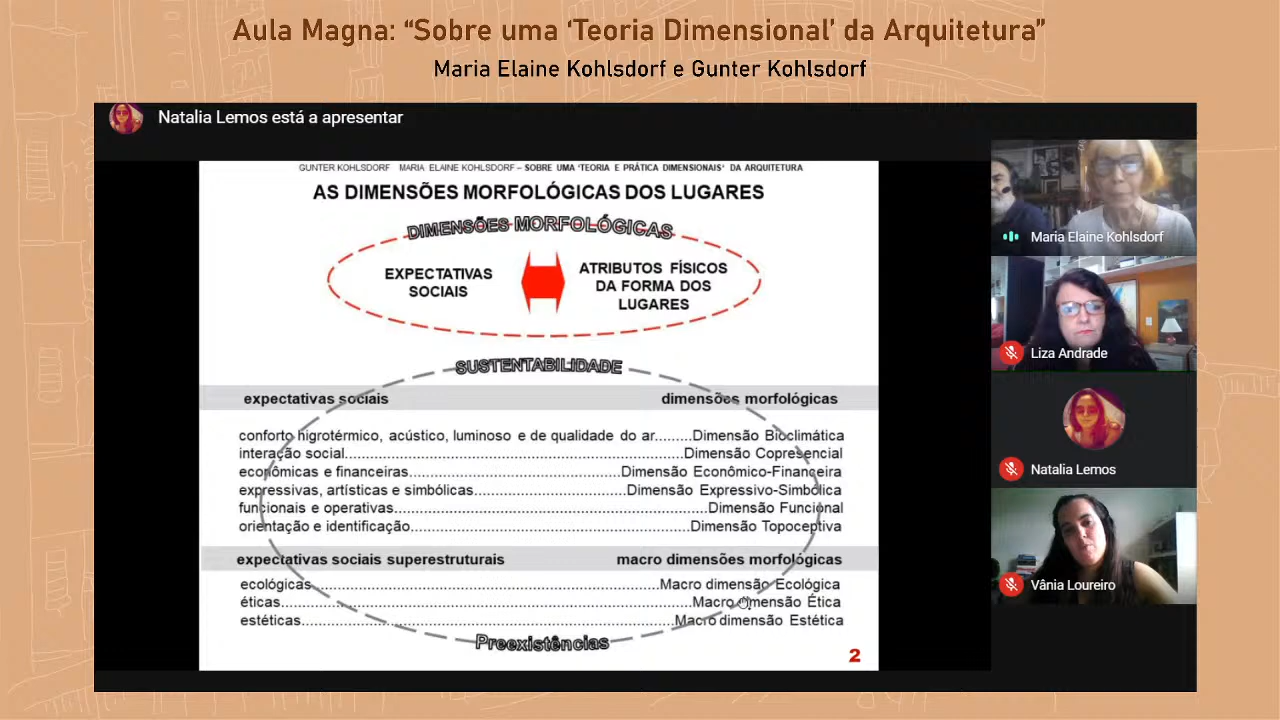 Aula Magna: “Sobre uma ‘Teoria Dimensional’ da Arquitetura”
Maria Elaine Kohlsdorf e Gunter Kohlsdorf
Natalia Lemos está a apresentar
GUNTER KOHLSDORF MARIA ELAINE KOHLSDORF – SOBRE UMA ‘TEORIA E PRÁTICA DIMENSIONAIS’ DA ARQUITETURA
AS DIMENSÕES MORFOLÓGICAS DOS LUGARES
DIMENSÕES MORFOLÓGICAS
EXPECTATIVAS
SOCIAIS
ATRIBUTOS FÍSICOS
DA FORMA DOS
LUGARES
SUSTENTABILIDADE
expectativas sociais dimensões morfológicas
conforto higrotérmico, acústico, luminoso e de qualidade do ar.........Dimensão Bioclimática
interação social...................................................................................Dimensão Copresencial
econômicas e financeiras....................................................Dimensão Econômico-Financeira
expressivas, artísticas e simbólicas.....................................Dimensão Expressivo-Simbólica
funcionais e operativas..............................................................................Dimensão Funcional
orientação e identificação....................................................................Dimensão Topoceptiva
expectativas sociais superestruturais macro dimensões morfológicas
ecológicas....................................................................................Macro dimensão Ecológica
éticas.....................................................................................................Macro dimensão Ética
estéticas..............................................................................................Macro dimensão Estética
Preexistências
2
Maria Elaine Kohlsdorf
Liza Andrade
Natalia Lemos
Vânia Loureiro